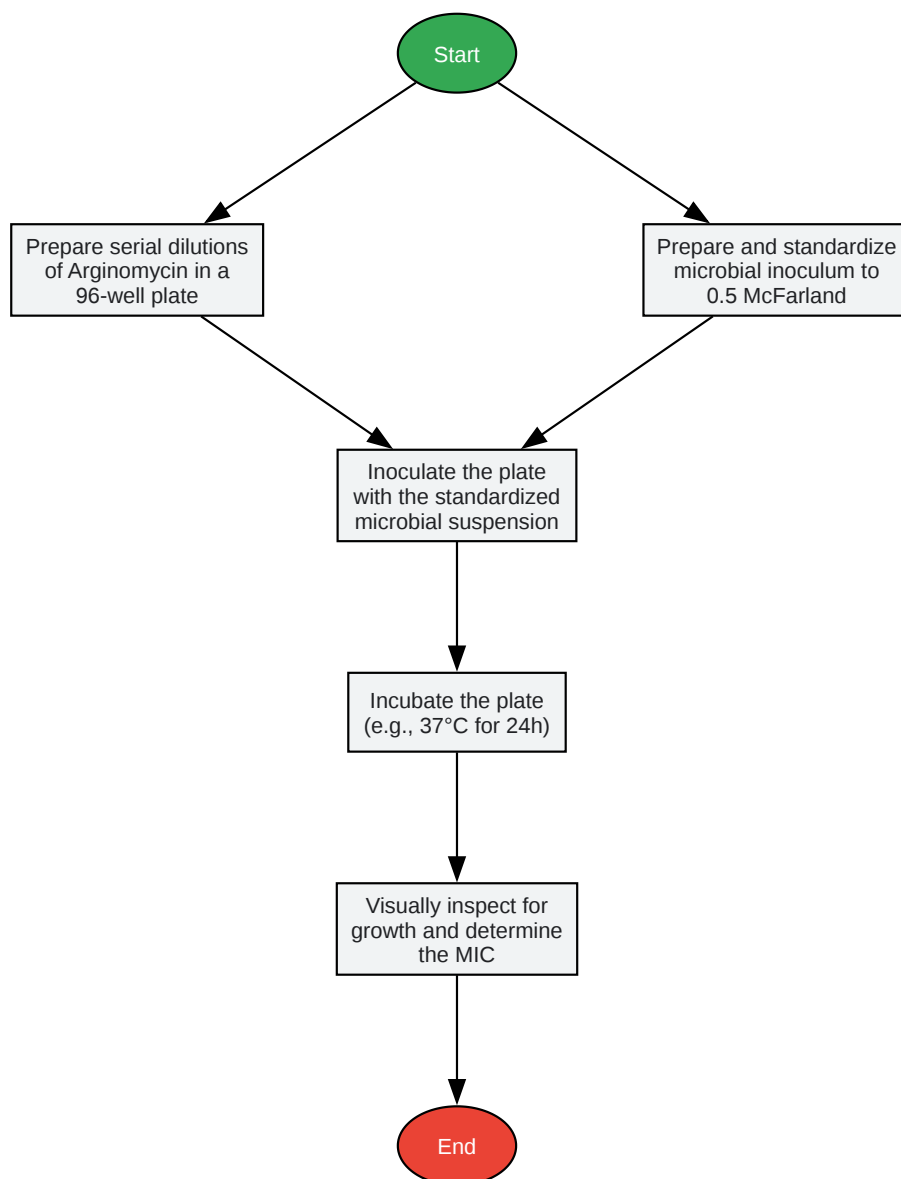 Start
Prepare serial dilutions
of Arginomycin in a
96-well plate
Prepare and standardize
microbial inoculum to
0.5 McFarland
Inoculate the plate
with the standardized
microbial suspension
Incubate the plate
(e.g., 37°C for 24h)
Visually inspect for
growth and determine
the MIC
End